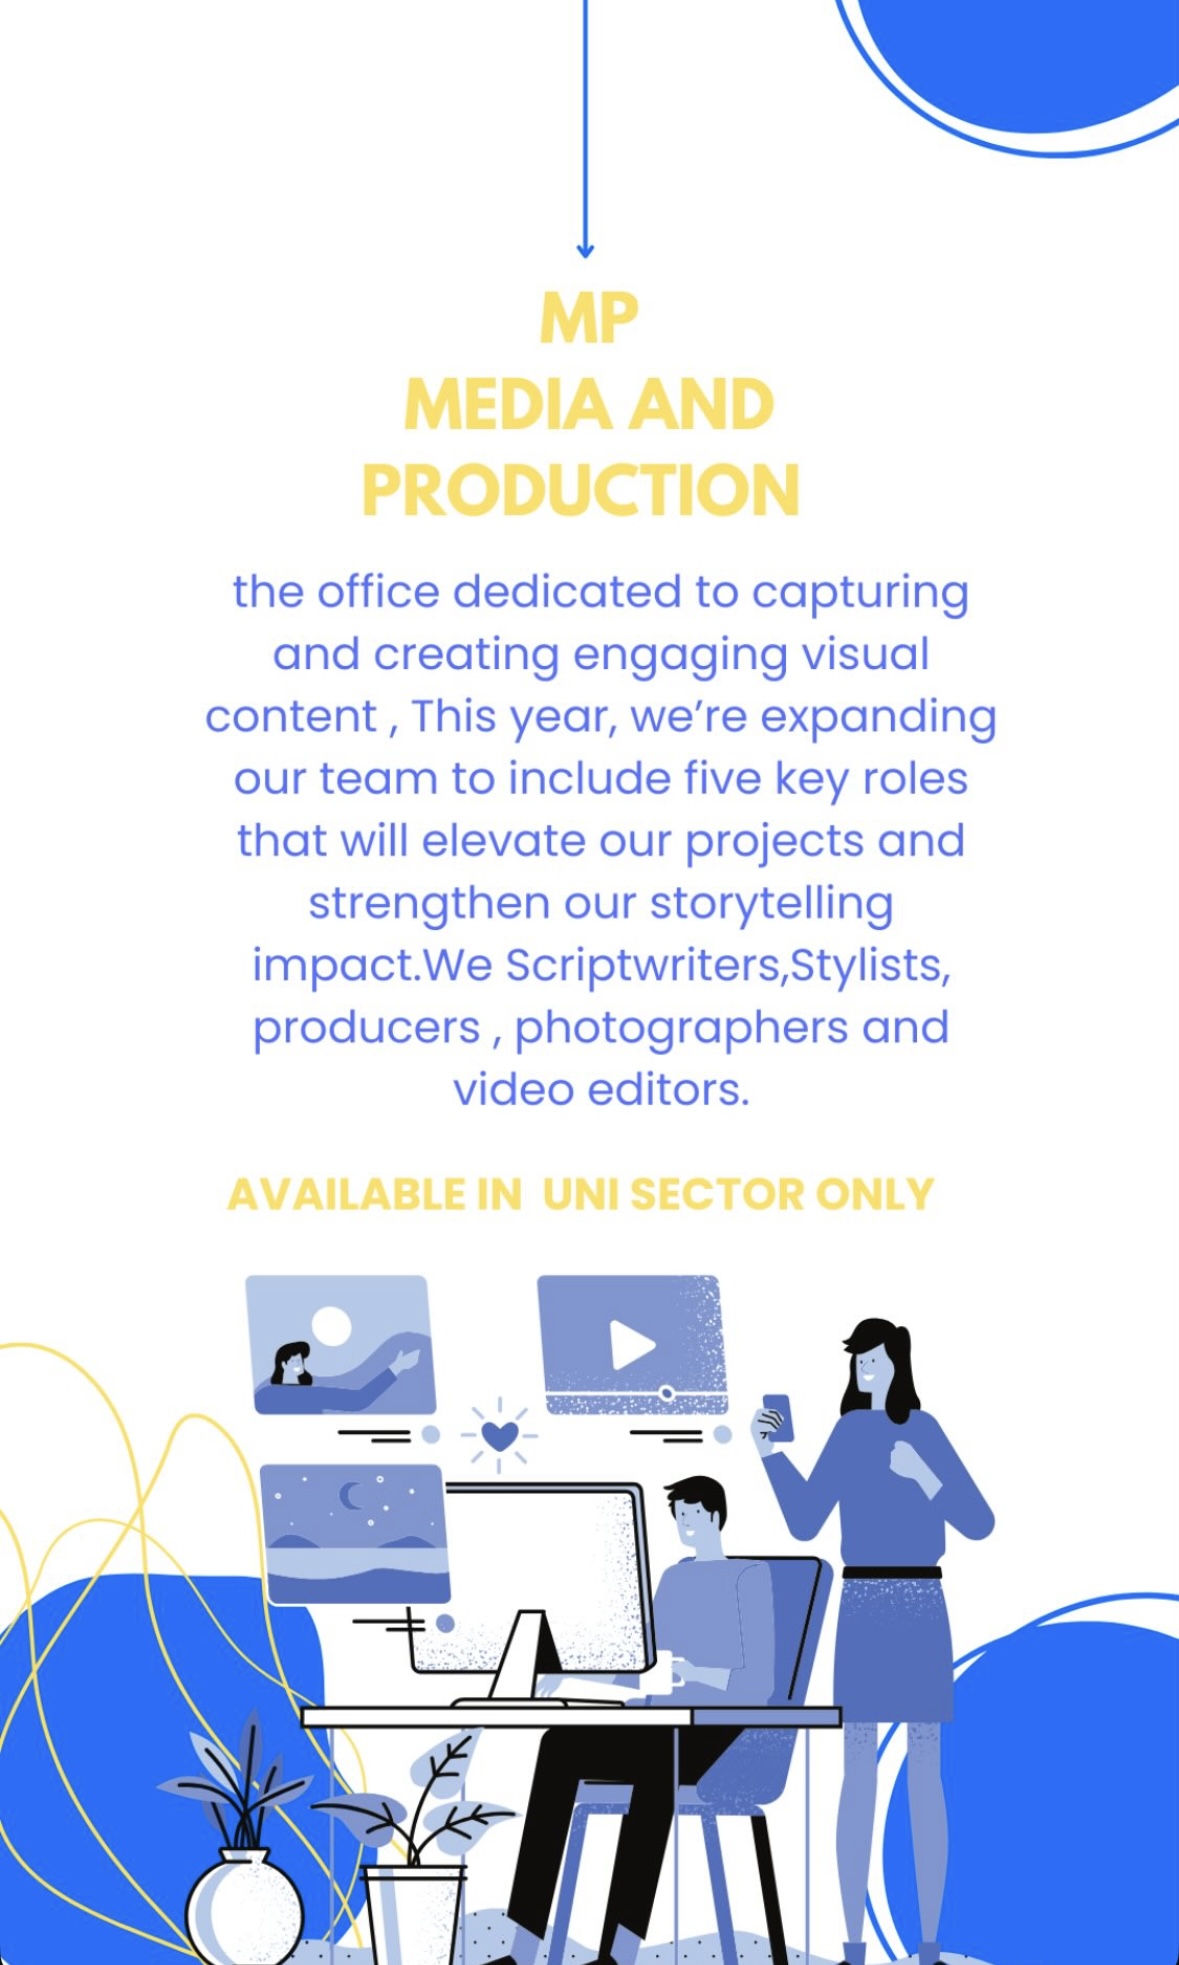 MP
MEDIA AND
PRODUCTION
the office dedicated to capturing
and creating engaging visual
content , This year, we’re expanding
our team to include five key roles
that will elevate our projects and
strengthen our storytelling
impact.We Scriptwriters,Stylists,
producers , photographers and
video editors.
AVAILABLE IN  UNI SECTOR ONLY